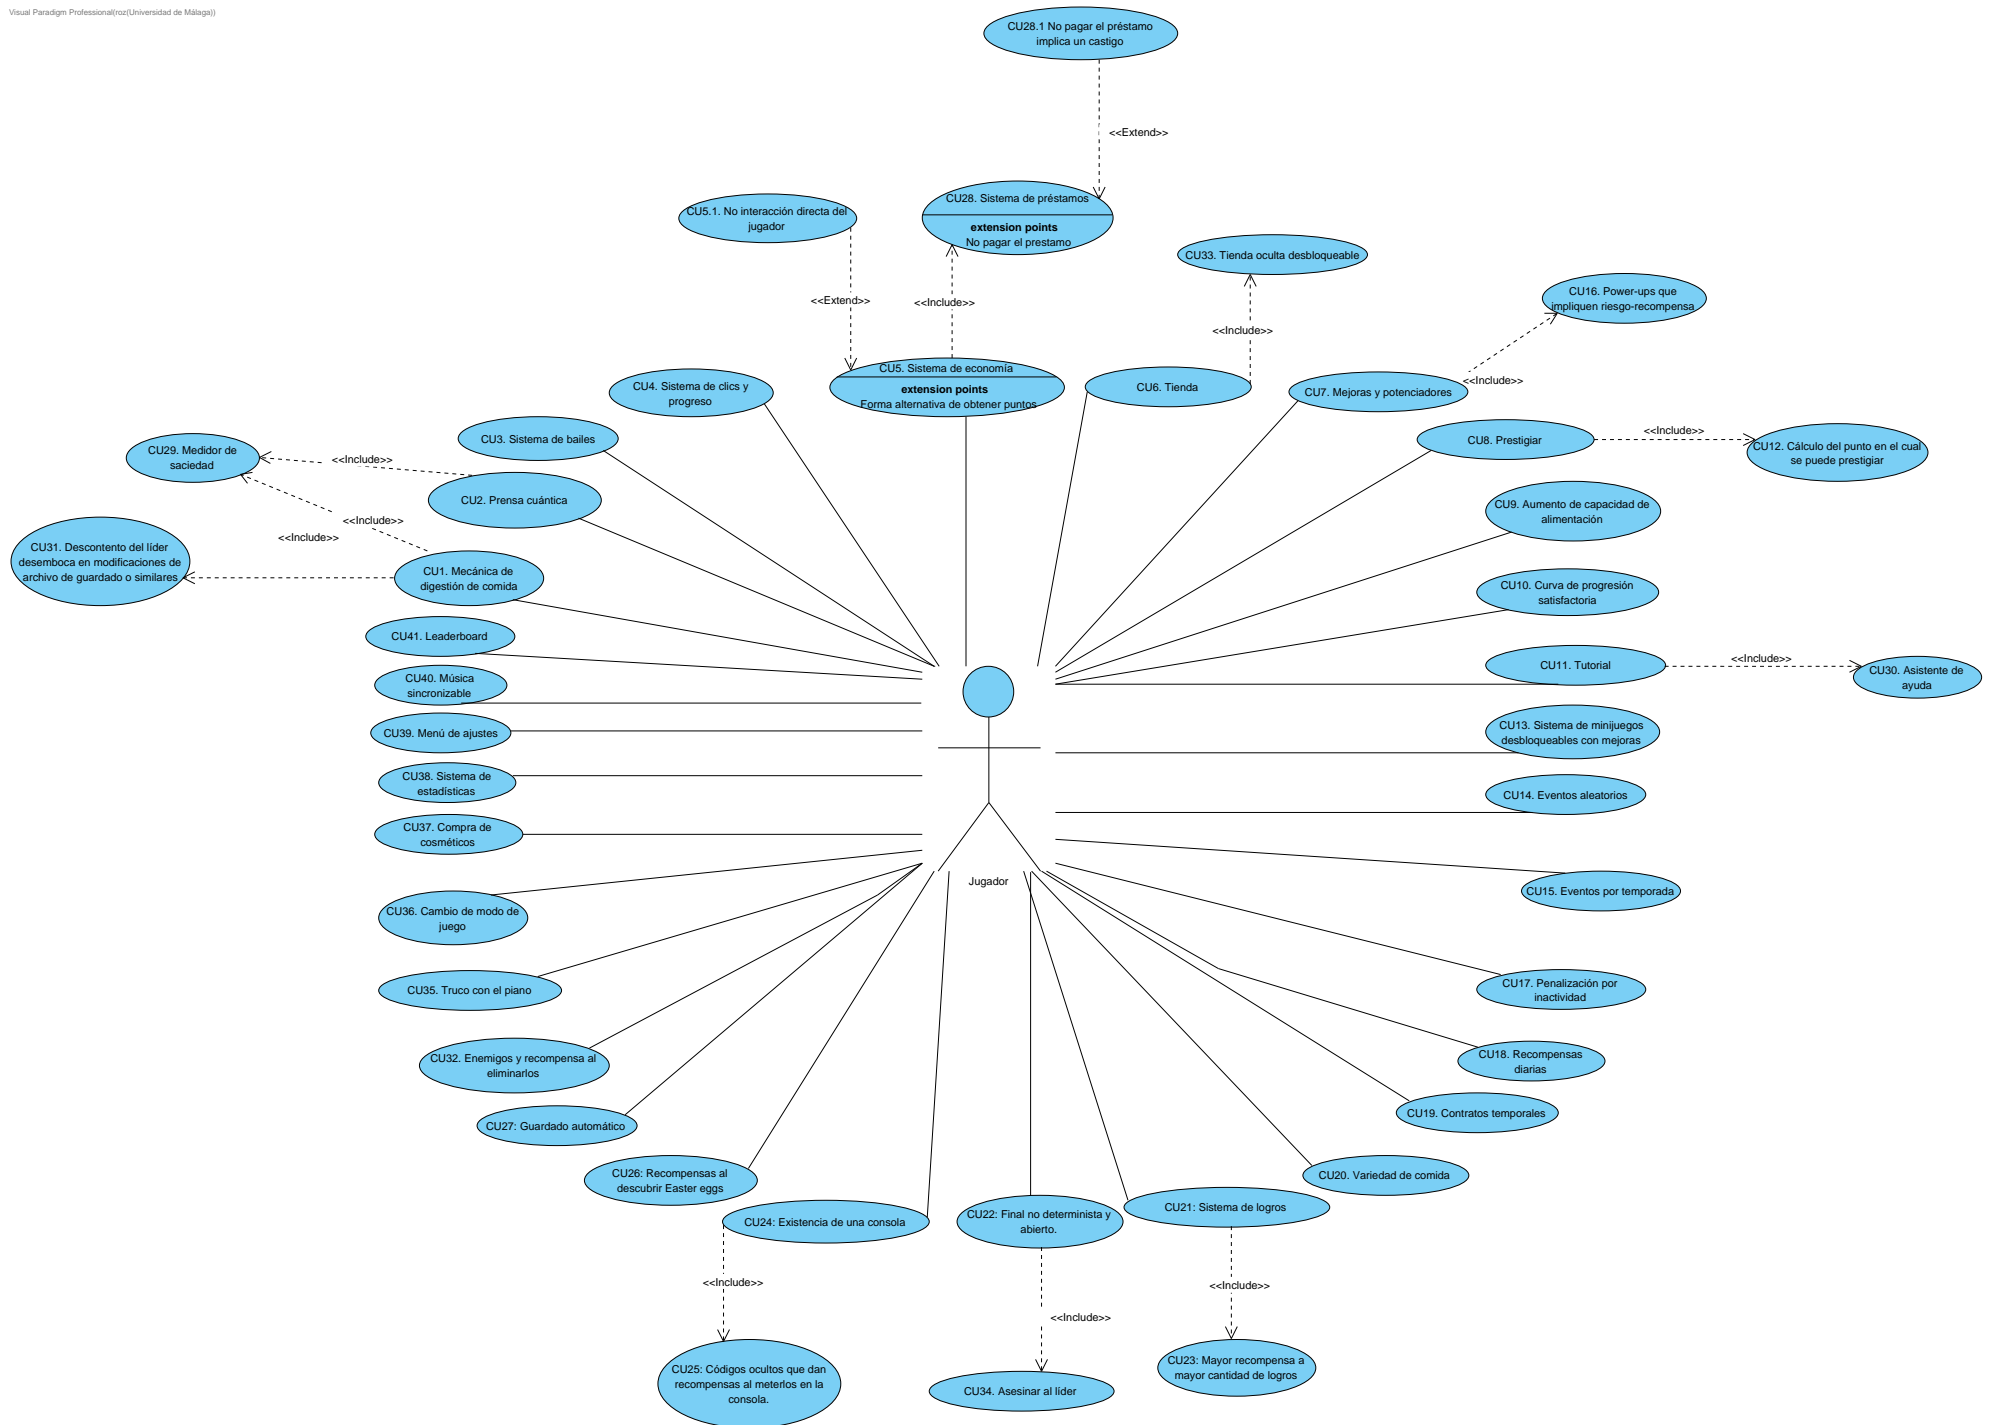 Visual Paradigm Professional(roz(Universidad de Málaga))
CU28.1 No pagar el préstamo
implica un castigo
<<Extend>>
CU28. Sistema de préstamos
extension points
No pagar el prestamo
CU5.1. No interacción directa del
jugador
<<Extend>>
<<Include>>
CU33. Tienda oculta desbloqueable
<<Include>>
CU16. Power-ups que
impliquen riesgo-recompensa
<<Include>>
CU5. Sistema de economía
extension points
Forma alternativa de obtener puntos
CU4. Sistema de clics y
progreso
CU6. Tienda
CU7. Mejoras y potenciadores
CU3. Sistema de bailes
CU8. Prestigiar
<<Include>>
CU12. Cálculo del punto en el cual
se puede prestigiar
CU29. Medidor de
saciedad
<<Include>>
CU2. Prensa cuántica
CU9. Aumento de capacidad de
alimentación
<<Include>>
<<Include>>
CU31. Descontento del líder
desemboca en modificaciones de
archivo de guardado o similares
CU1. Mecánica de
digestión de comida
CU10. Curva de progresión
satisfactoria
CU41. Leaderboard
CU11. Tutorial
<<Include>>
CU30. Asistente de
ayuda
CU40. Música
sincronizable
CU39. Menú de ajustes
CU13. Sistema de minijuegos
desbloqueables con mejoras
CU38. Sistema de
estadísticas
CU14. Eventos aleatorios
CU37. Compra de
cosméticos
Jugador
CU15. Eventos por temporada
CU36. Cambio de modo de
juego
CU35. Truco con el piano
CU17. Penalización por
inactividad
CU32. Enemigos y recompensa al
eliminarlos
CU18. Recompensas
diarias
CU27: Guardado automático
CU19. Contratos temporales
CU26: Recompensas al
descubrir Easter eggs
CU20. Variedad de comida
CU24: Existencia de una consola
CU22: Final no determinista y
abierto.
CU21: Sistema de logros
<<Include>>
<<Include>>
<<Include>>
CU25: Códigos ocultos que dan
recompensas al meterlos en la
consola.
CU34. Asesinar al líder
CU23: Mayor recompensa a
mayor cantidad de logros